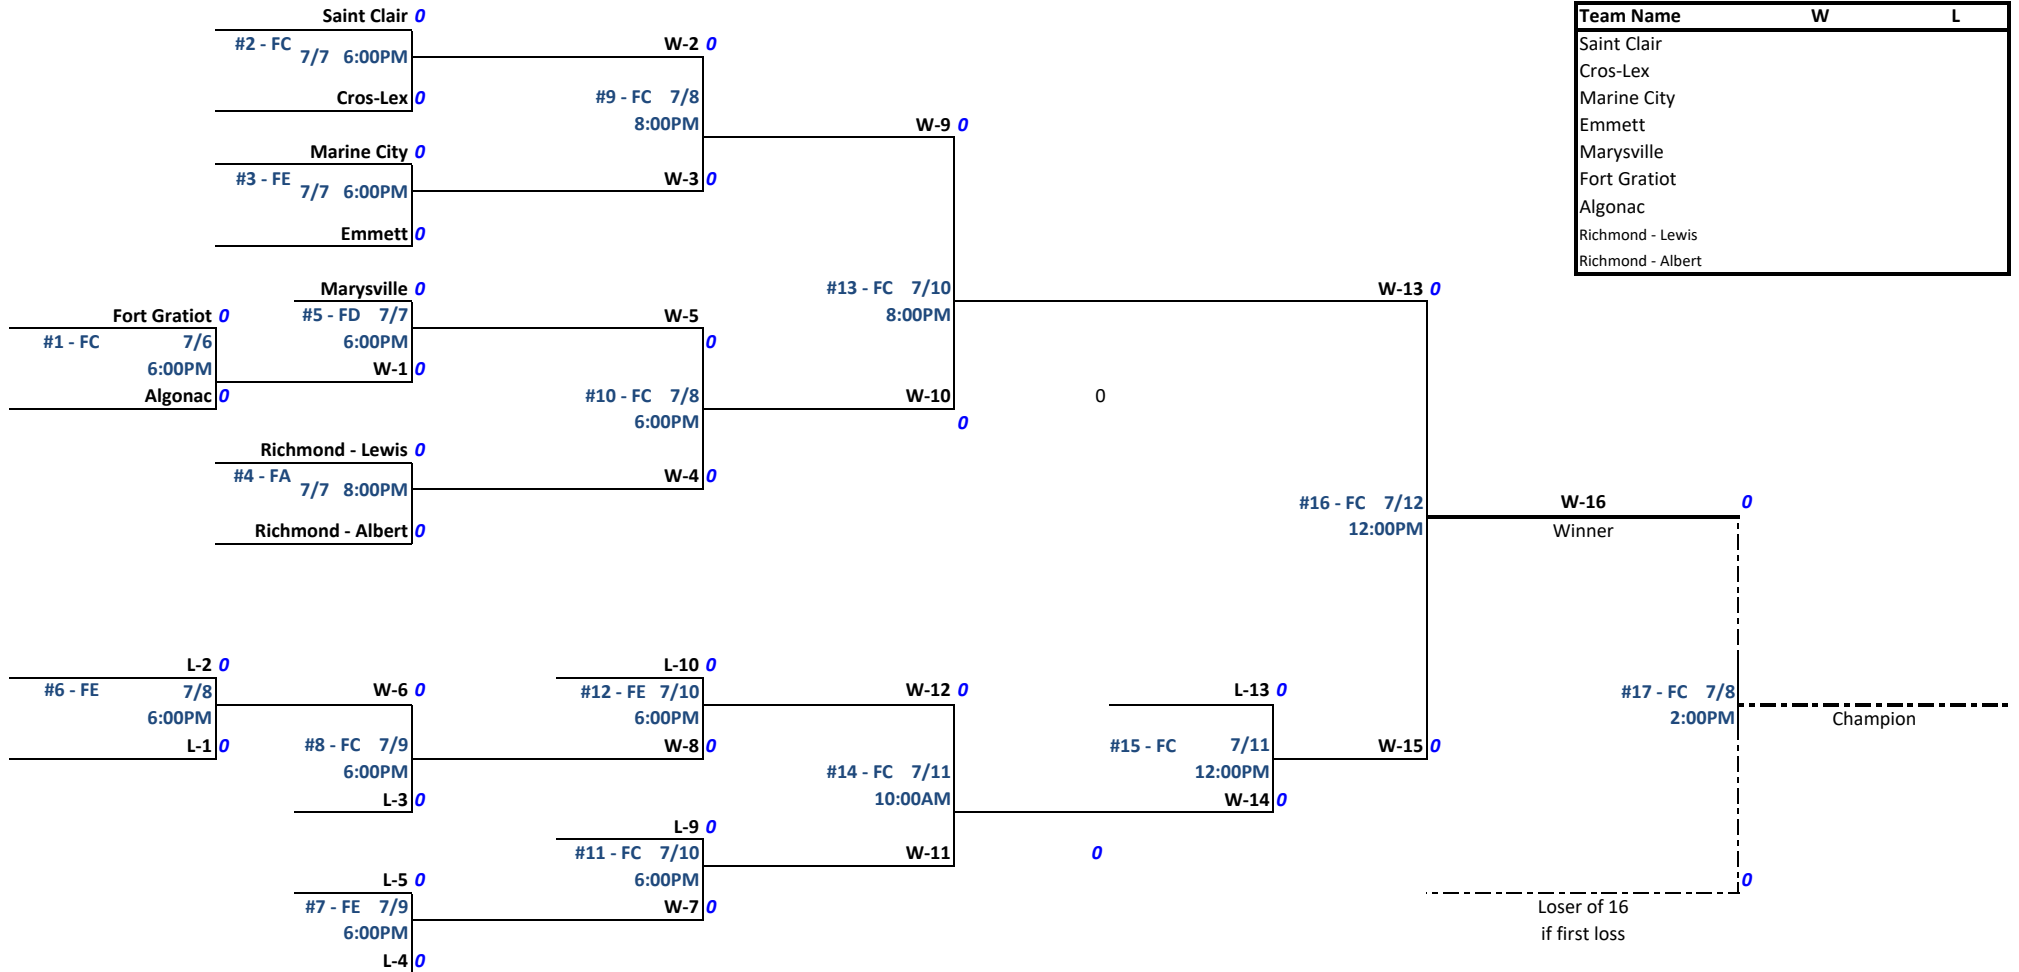 Saint Clair 0
#2 - FC 7/7 6:00PM
Cros-Lex 0
W-2 0
#9 - FC 7/8
8:00PM
Marine City 0
#3 - FE 7/7 6:00PM
W-3 0
Emmett 0
W-9 0
Marysville 0
Fort Gratiot 0
#5 - FD 7/7
6:00PM
#1 - FC 7/6
6:00PM
W-1 0
Algonac 0
W-5
0
#10 - FC 7/8
6:00PM
#13 - FC 7/10
8:00PM
W-10
0
0
Richmond - Lewis 0
#4 - FA 7/7 8:00PM
W-4 0
Richmond - Albert 0
W-13 0
#16 - FC 7/12
12:00PM
W-16 0
Winner
L-2 0
#6 - FE 7/8
6:00PM
L-1 0
W-6 0
#8 - FC 7/9
6:00PM
L-3 0
L-10 0
#12 - FE 7/10
6:00PM
W-8 0
W-12 0
#14 - FC 7/11
10:00AM
L-9 0
#11 - FC 7/10
6:00PM
W-11
0
L-5 0
#7 - FE 7/9
6:00PM
W-7 0
L-4 0
L-13 0
#15 - FC 7/11
12:00PM
W-14 0
W-15 0
#17 - FC 7/8
2:00PM
Champion
0
Loser of 16
if first loss
Team Name W L
Saint Clair
Cros-Lex
Marine City
Emmett
Marysville
Fort Gratiot
Algonac
Richmond - Lewis
Richmond - Albert